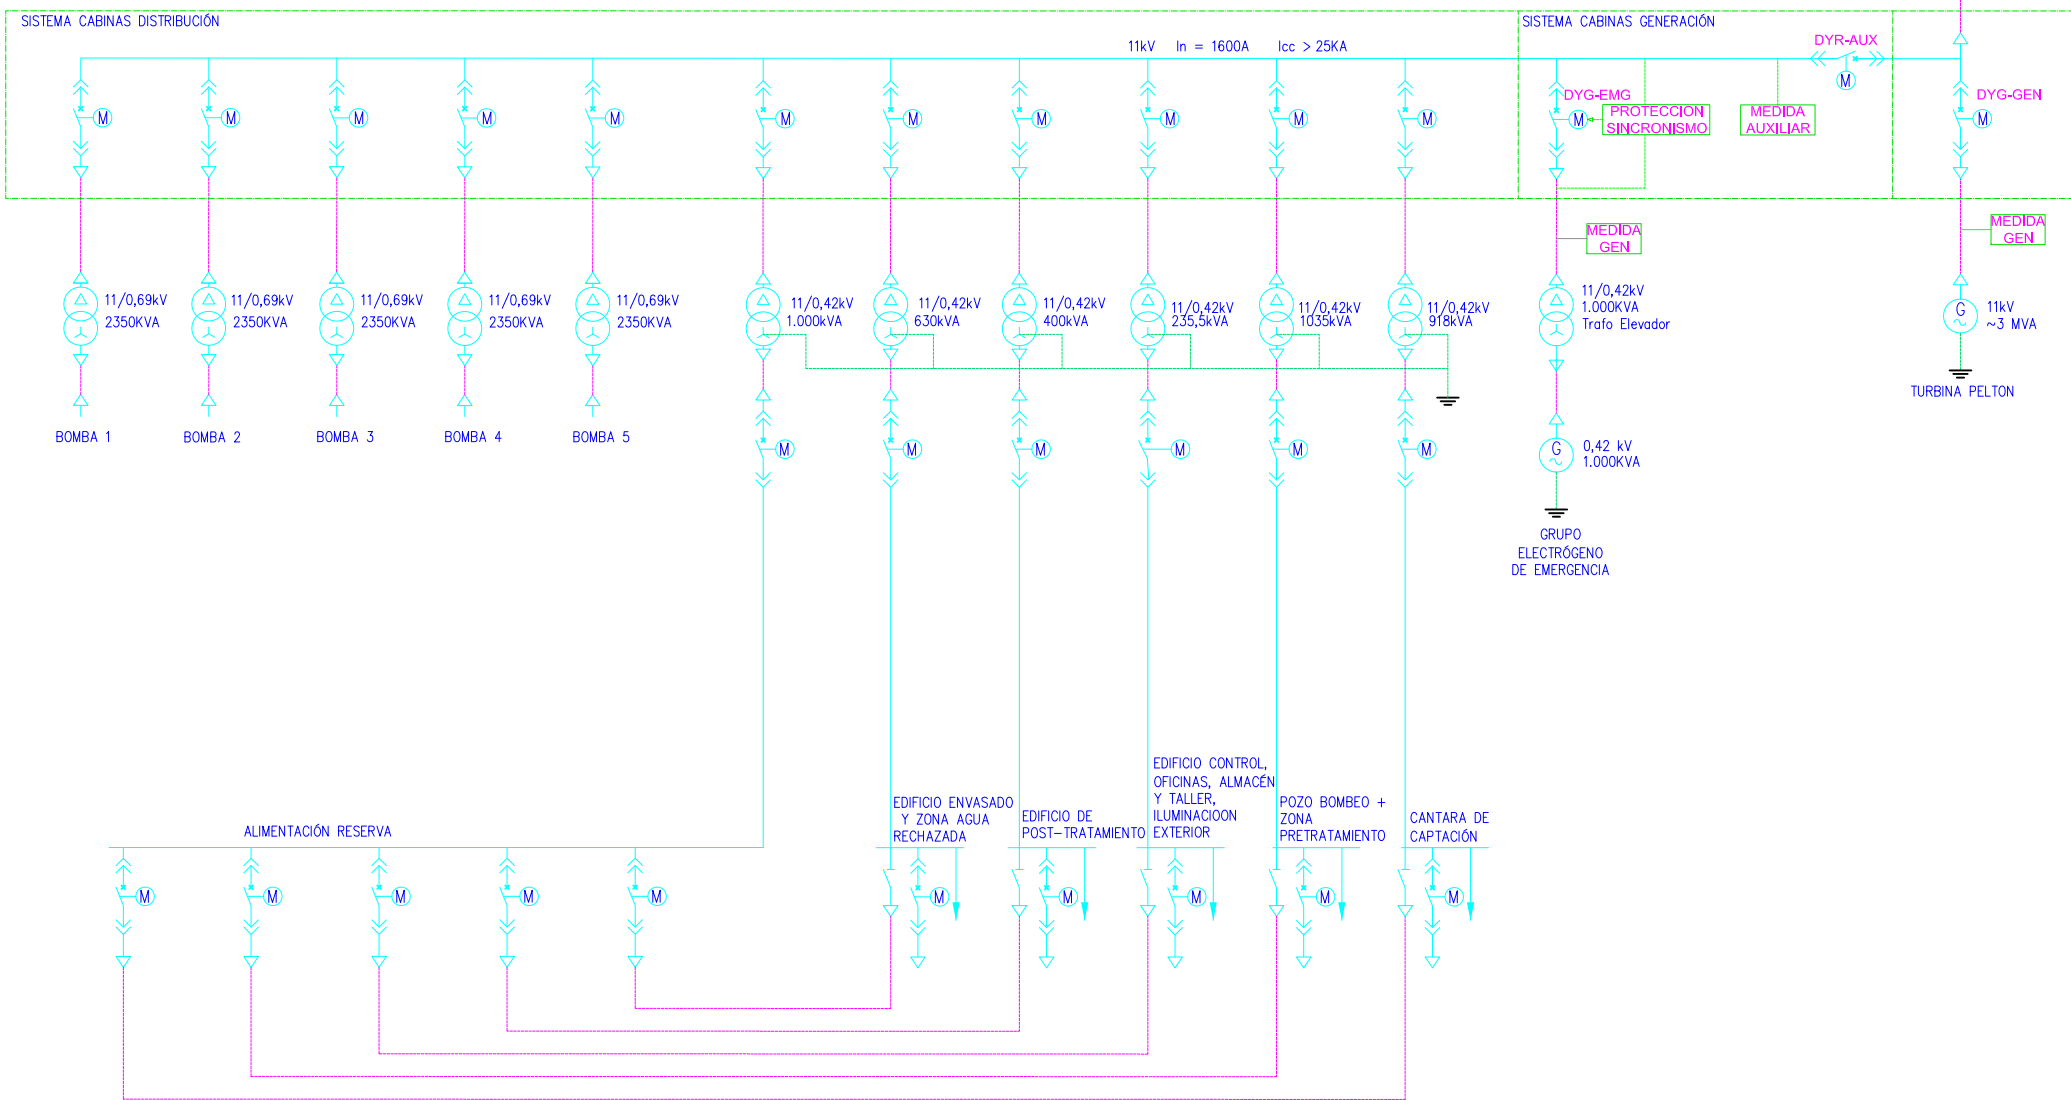 SISTEMA CABINAS DISTRIBUCIÓN
SISTEMA CABINAS GENERACIÓN
11kV In = 1600A Icc > 25KA
DYR-AUX
M
DYG-EMG
DYG-GEN
M
M
M
M
M
M
M
M
M
M
M
M
PROTECCION
SINCRONISMO
MEDIDA
AUXILIAR
M
MEDIDA
GEN
MEDIDA
GEN
11/0,69kV
2350KVA
11/0,69kV
2350KVA
11/0,69kV
2350KVA
11/0,69kV
2350KVA
11/0,69kV
2350KVA
11/0,42kV
1.000kVA
11/0,42kV
630kVA
11/0,42kV
400kVA
11/0,42kV
235,5kVA
11/0,42kV
1035kVA
11/0,42kV
918kVA
11/0,42kV
1.000KVA
Trafo Elevador
G
11kV
~3 MVA
TURBINA PELTON
BOMBA 1
BOMBA 2
BOMBA 3
BOMBA 4
BOMBA 5
M
M
M
M
M
M
G
0,42 kV
1.000KVA
GRUPO
ELECTRÓGENO
DE EMERGENCIA
ALIMENTACIÓN RESERVA
EDIFICIO ENVASADO
Y ZONA AGUA
RECHAZADA
EDIFICIO DE
POST-TRATAMIENTO
EDIFICIO CONTROL,
OFICINAS, ALMACÉN
Y TALLER,
ILUMINACIOON
EXTERIOR
POZO BOMBEO +
ZONA
PRETRATAMIENTO
CANTARA DE
CAPTACIÓN
M
M
M
M
M
M
M
M
M
M